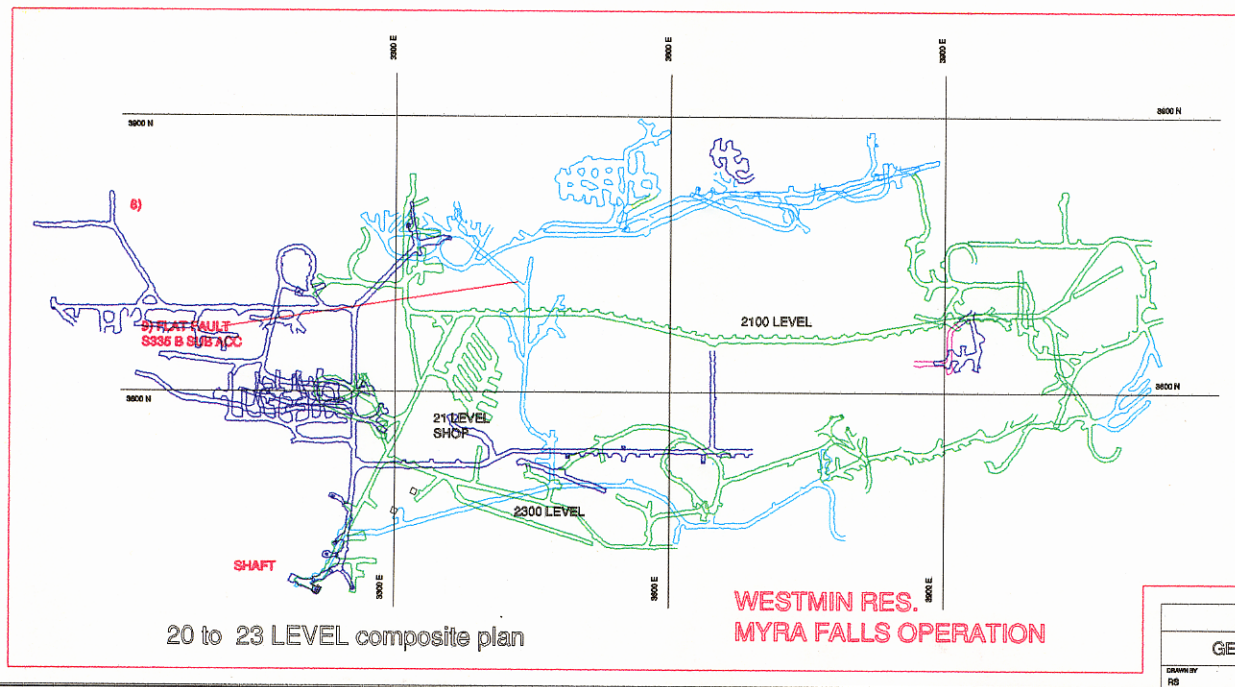 3300 E
3600 E
3900 E
3900 N
3900 N
8)
9) FLAT FAULT
S335 B SUB ACC
2100 LEVEL
3600 N
3600 N
21 LEVEL
SHOP
2300 LEVEL
SHAFT
3300 E
3600 E
3900 E
WESTMIN RES.
MYRA FALLS OPERATION
20 to 23 LEVEL composite plan
GE
DRAWN BY
RS